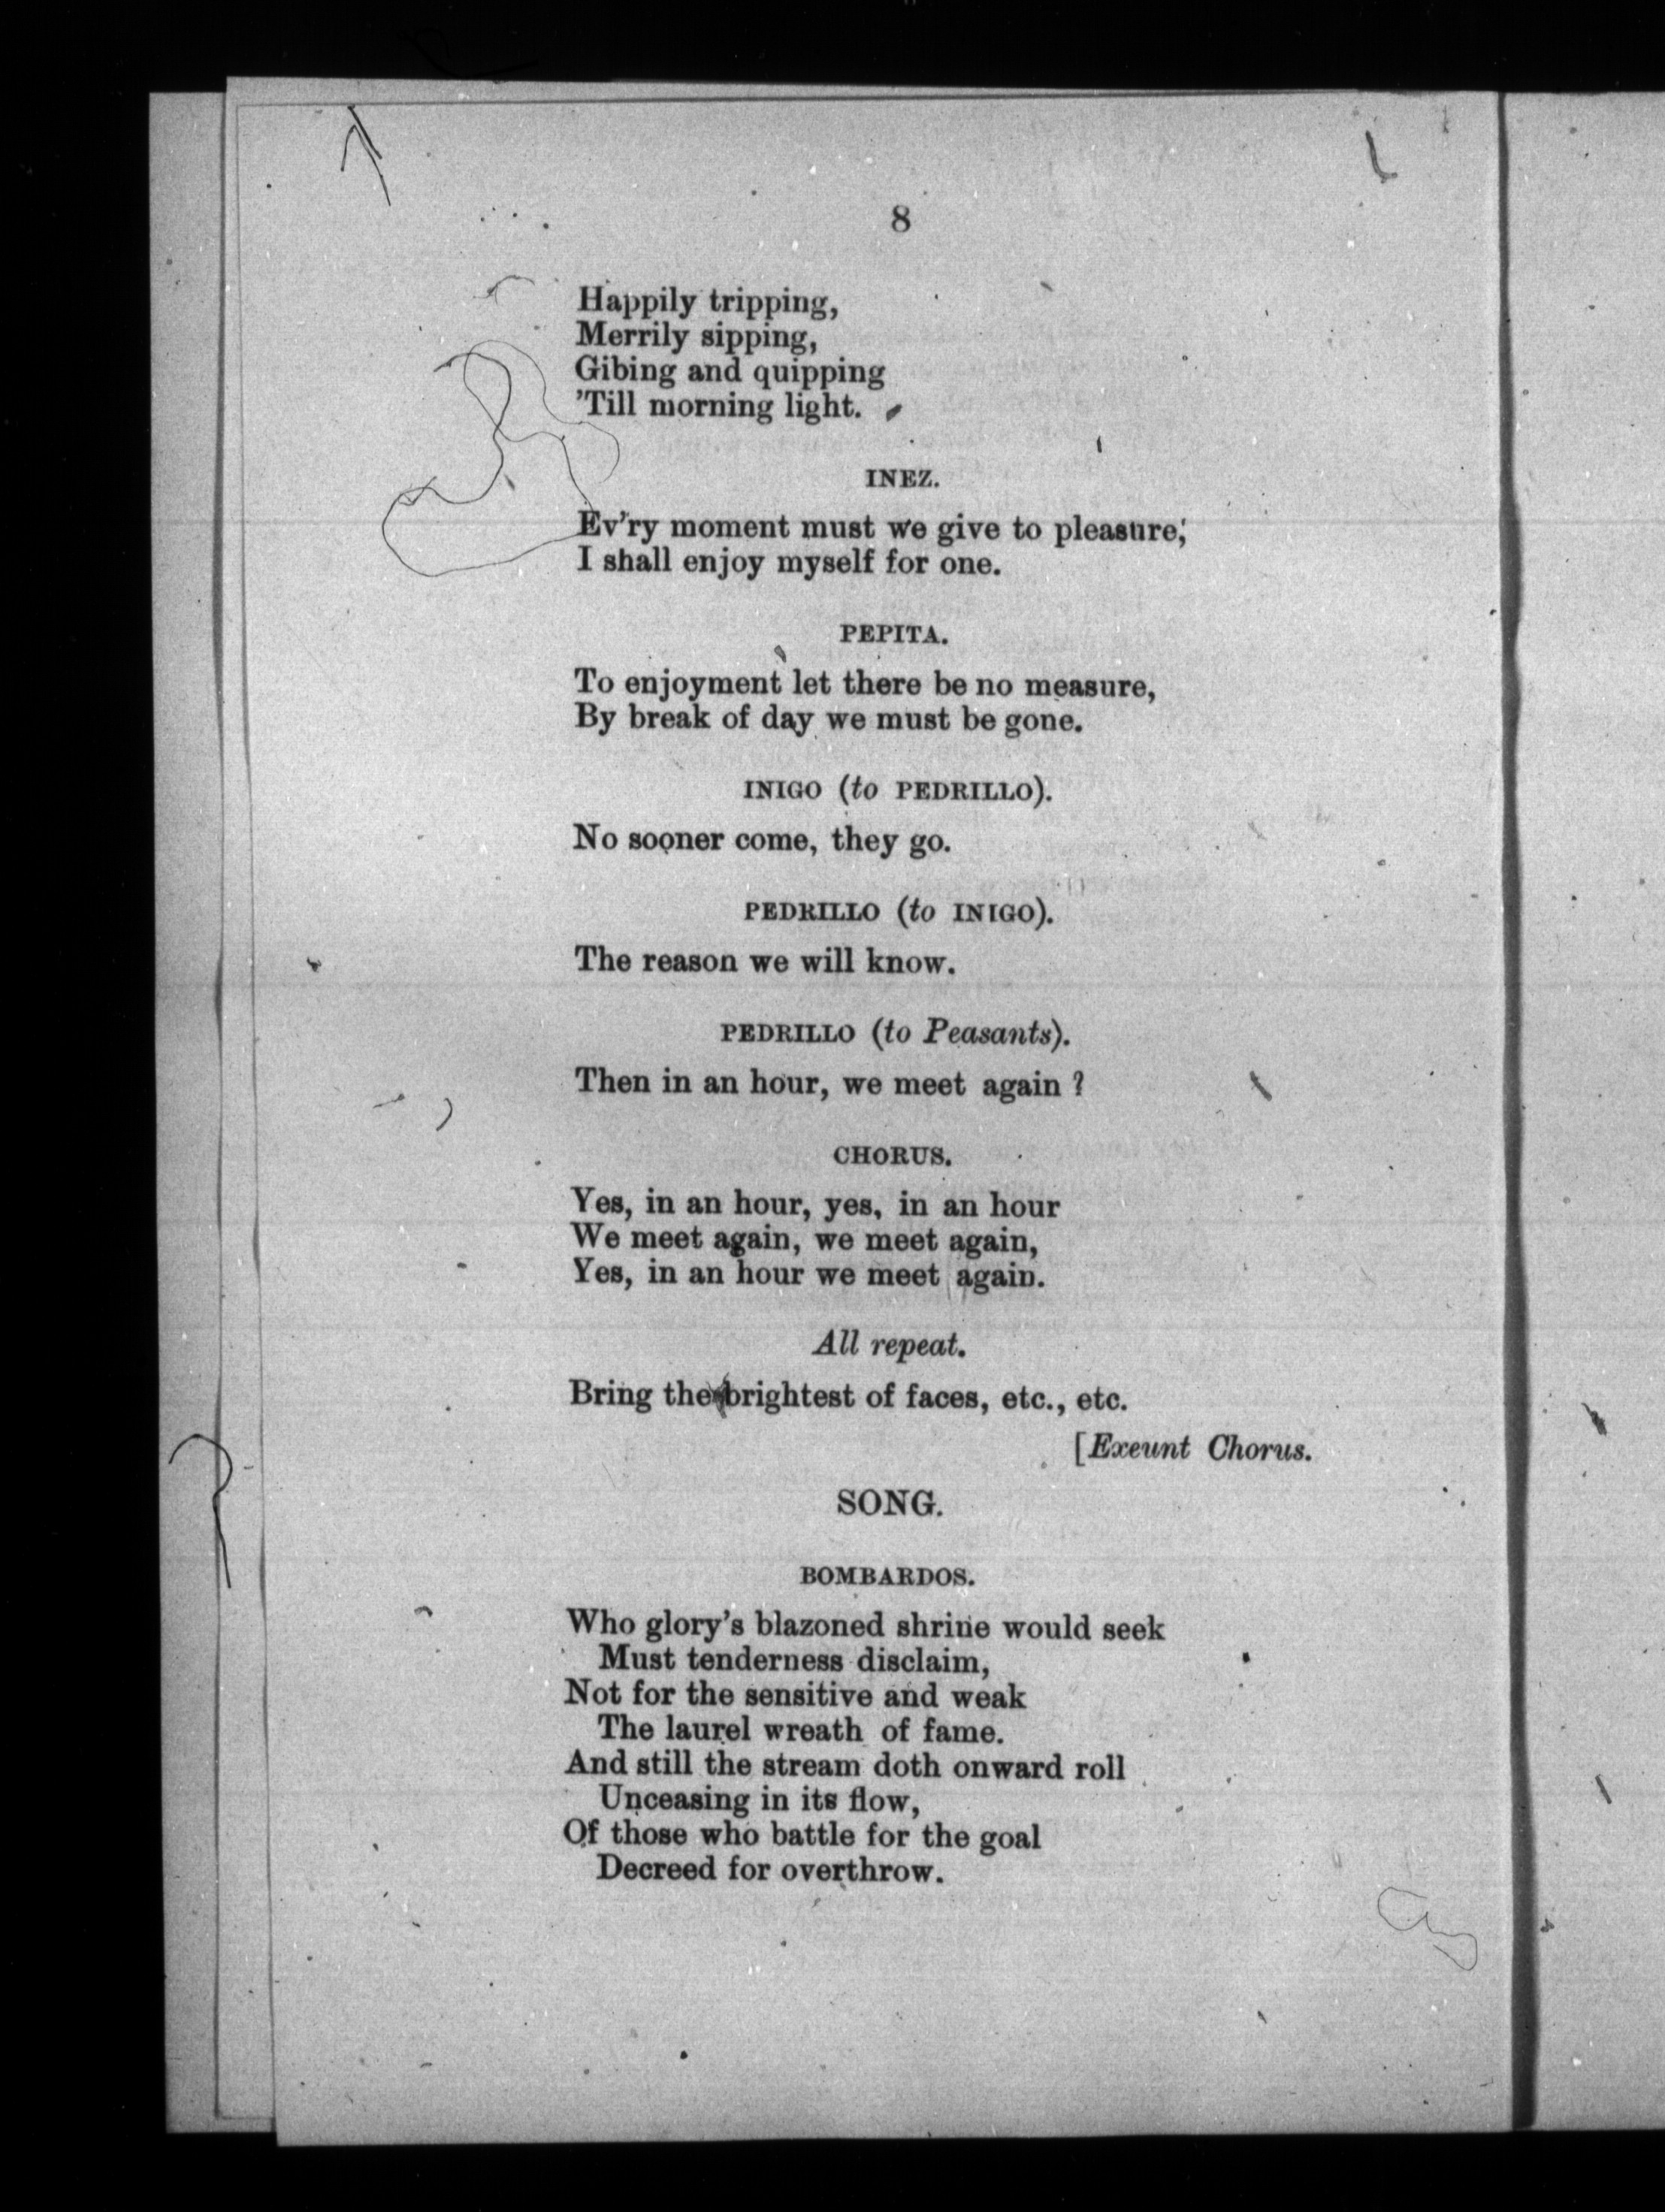 8
Happily tripping,
Merrily sipping,
Gibing and quipping
'Till morning light.
INEZ.
Ev'ry moment must we give to pleasure,
I shall enjoy myself for one.
PEPITA.
To enjoyment let there be no measure,
By break of day we must be gone.
INIGO (to PEDRILLO).
No sooner come, they go.
PEDRILLO (to INIGO).
The reason we will know.
PEDRILLO (to Peasants).
Then in an hour, we meet again ?
CHORUS.
Yes, in an hour, yes, in an hour
We meet again, we meet again,
Yes, in an hour we meet again.
All repeat.
Bring the brightest of faces, etc., etc.
[Exeunt Chorus.
SONG.
BOMBARDOS.
Who glory's blazoned shrine would seek
Must tenderness disclaim,
Not for the sensitive and weak
The laurel wreath of fame.
And still the stream doth onward roll
Unceasing in its flow,
Of those who battle for the goal
Decreed for overthrow.